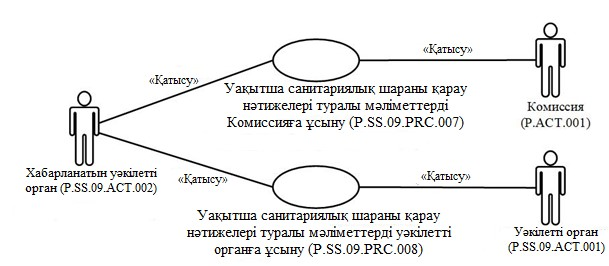 «Қатысу»
«Қатысу»
Уақытша санитариялық шараны қарау
нәтижелері туралы мәліметтерді
Комиссияға ұсыну (P.SS.09.PRC.007)
Комиссия
(P.ACT.001)
Хабарланатын уәкілетті
орган (P.SS.09.ACT.002)
«Қатысу»
«Қатысу»
Уақытша санитариялық шараны қарау
нәтижелері туралы мәліметтерді уәкілетті
органға ұсыну (P.SS.09.PRC.008)
Уәкілетті орган
(P.SS.09.ACT.001)